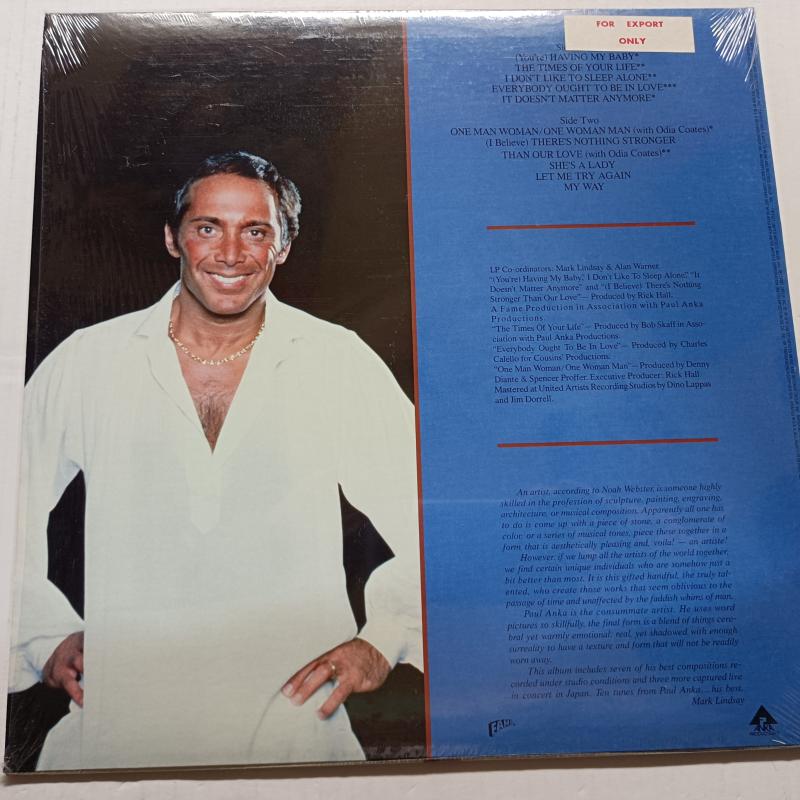 FOR EXPORT
ONLY
(You're) HAVING MY BABY*
THE TIMES OF YOUR LIFE**
I DON'T LIKE TO SLEEP ALONE**
EVERYBODY OUGHT TO BE IN LOVE***
IT DOESN'T MATTER ANYMORE*
Side Two
ONE MAN WOMAN/ONE WOMAN MAN (with Odia Coates)*
(I Believe) THERE'S NOTHING STRONGER
THAN OUR LOVE (with Odia Coates)**
SHE'S A LADY
LET ME TRY AGAIN
MY WAY
LP Co-ordinators: Mark Lindsay & Alan Warner
"(You're) Having My Baby," I Don't Like To Sleep Alone," "It
Doesn't Matter Anymore" and "(I Believe) There's Nothing
Stronger Than Our Love"— Produced by Rick Hall.
A Fame Production in Association with Paul Anka
Productions.
"The Times Of Your Life"— Produced by Bob Skaff in Asso-
ciation with Paul Anka Productions.
"Everybody Ought To Be In Love"— Produced by Charles
Calello for Cousins' Productions.
"One Man Woman/One Woman Man"— Produced by Denny
Diante & Spencer Proffer. Executive Producer: Rick Hall
Mastered at United Artists Recording Studios by Dino Lappas
and Jim Dorrell.
An artist, according to Noah Webster, is someone highly
skilled in the profession of sculpture, painting, engraving,
architecture, or musical composition. Apparently all one has
to do is come up with a piece of stone, a conglomerate of
color, or a series of musical tones, piece these together in a
form that is aesthetically pleasing and, voila! — an artiste!
However, if we lump all the artists of the world together,
we find certain unique individuals who are somehow just a
bit better than most. It is this gifted handful, the truly tal-
ented, who create those works that seem oblivious to the
passage of time and unaffected by the faddish whims of man.
Paul Anka is the consummate artist. He uses word
pictures so skillfully, the final form is a blend of things cere-
bral yet warmly emotional; real, yet shadowed with enough
surreality to have a texture and form that will not be readily
worn away.
This album includes seven of his best compositions re-
corded under studio conditions and three more captured live
in concert in Japan. Ten tunes from Paul Anka... his best.
Mark Lindsay
FAME
ANKA
PRODUCTIONS